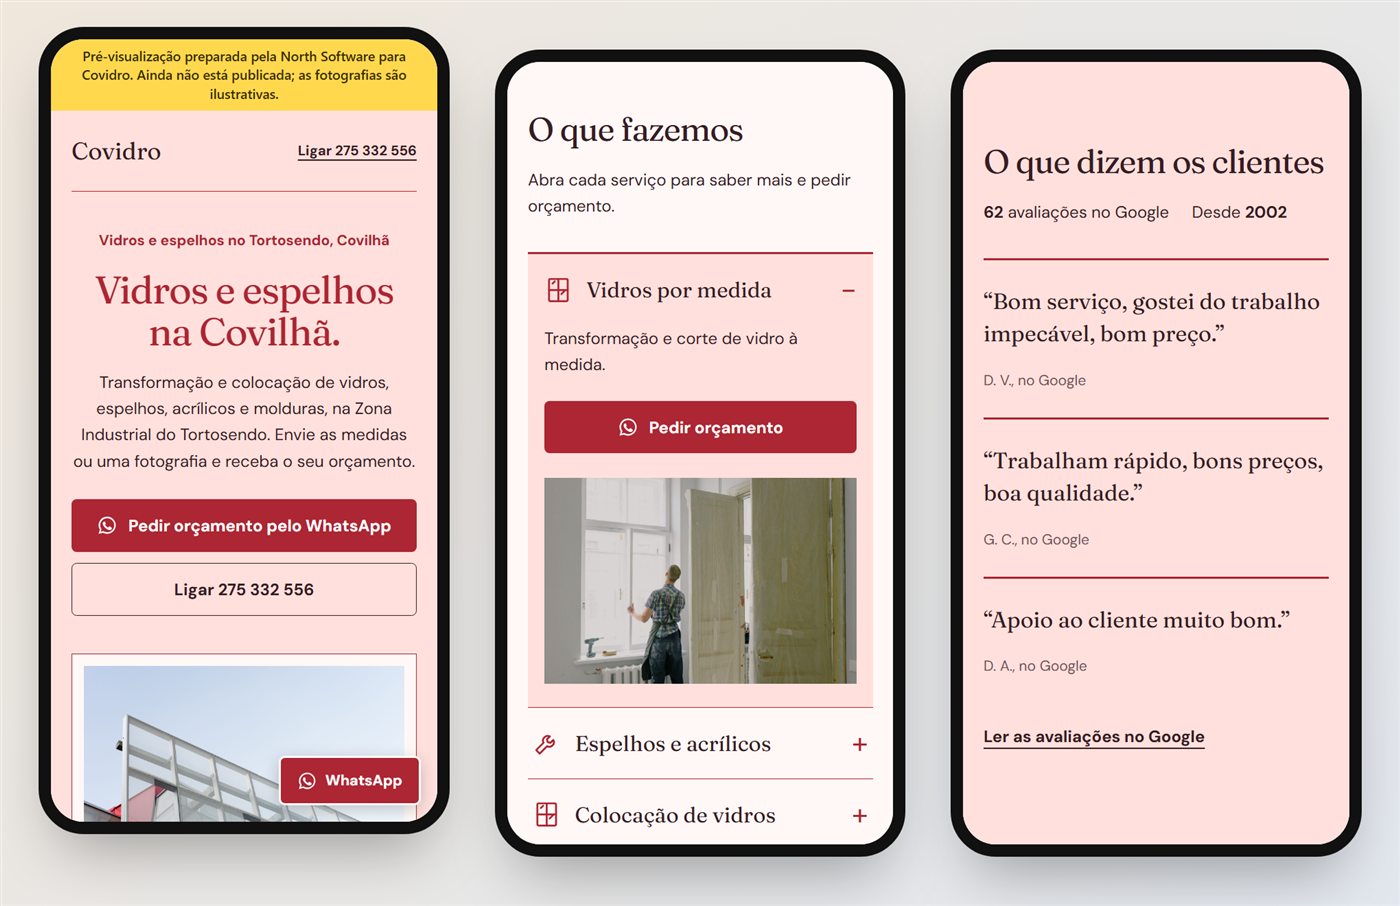 Pré-visualização preparada pela North Software para
Covidro. Ainda não está publicada; as fotografias são
ilustrativas.
Covidro
Ligar 275 332 556
Vidros e espelhos no Tortosendo, Covilhã
Vidros e espelhos
na Covilhã.
Transformação e colocação de vidros,
espelhos, acrílicos e molduras, na Zona
Industrial do Tortosendo. Envie as medidas
ou uma fotografia e receba o seu orçamento.
Pedir orçamento pelo WhatsApp
Ligar 275 332 556
WhatsApp
O que fazemos
Abra cada serviço para saber mais e pedir
orçamento.
Vidros por medida
Transformação e corte de vidro à
medida.
Pedir orçamento
Espelhos e acrílicos
Colocação de vidros
O que dizem os clientes
62 avaliações no Google Desde 2002
“Bom serviço, gostei do trabalho
impecável, bom preço.”
D. V., no Google
“Trabalham rápido, bons preços,
boa qualidade.”
G. C., no Google
“Apoio ao cliente muito bom.”
D. A., no Google
Ler as avaliações no Google